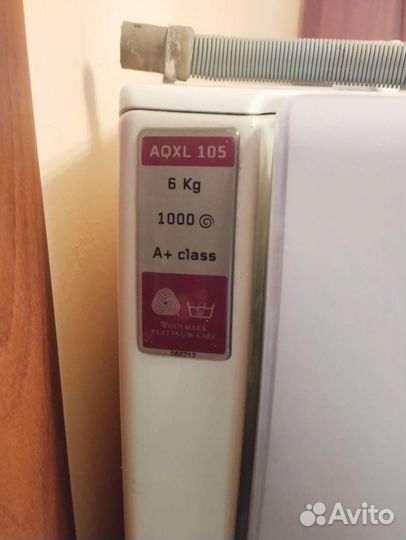 AQXL 105
6 Kg
1000
A+ class
WOOLMARK
PLATINUM CARE
Avito